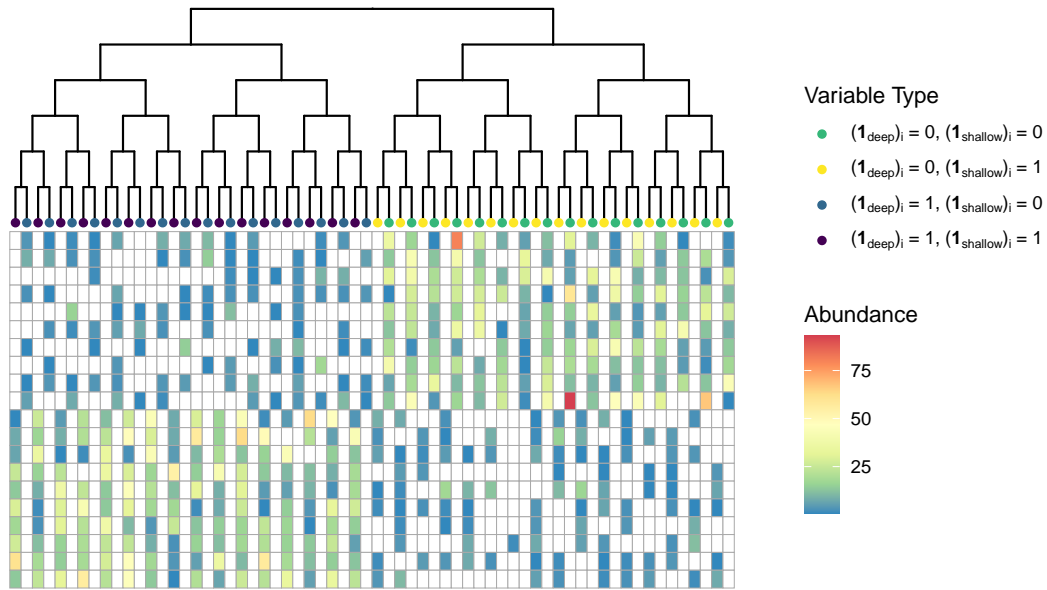 Variable Type
(𝟏deep)i = 0, (𝟏shallow)i = 0
(𝟏deep)i = 0, (𝟏shallow)i = 1
(𝟏deep)i = 1, (𝟏shallow)i = 0
(𝟏deep)i = 1, (𝟏shallow)i = 1
Abundance
75
50
25